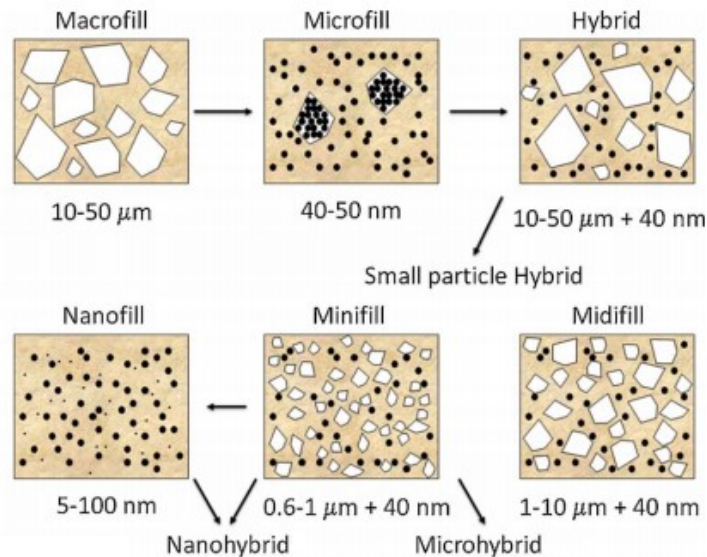 Macrofill
Microfill
Hybrid
10-50 μm
40-50 nm
10-50 μm + 40 nm
Small particle Hybrid
Nanofill
Minifill
Midifill
5-100 nm
0.6-1 μm + 40 nm
1-10 μm + 40 nm
Nanohybrid
Microhybrid